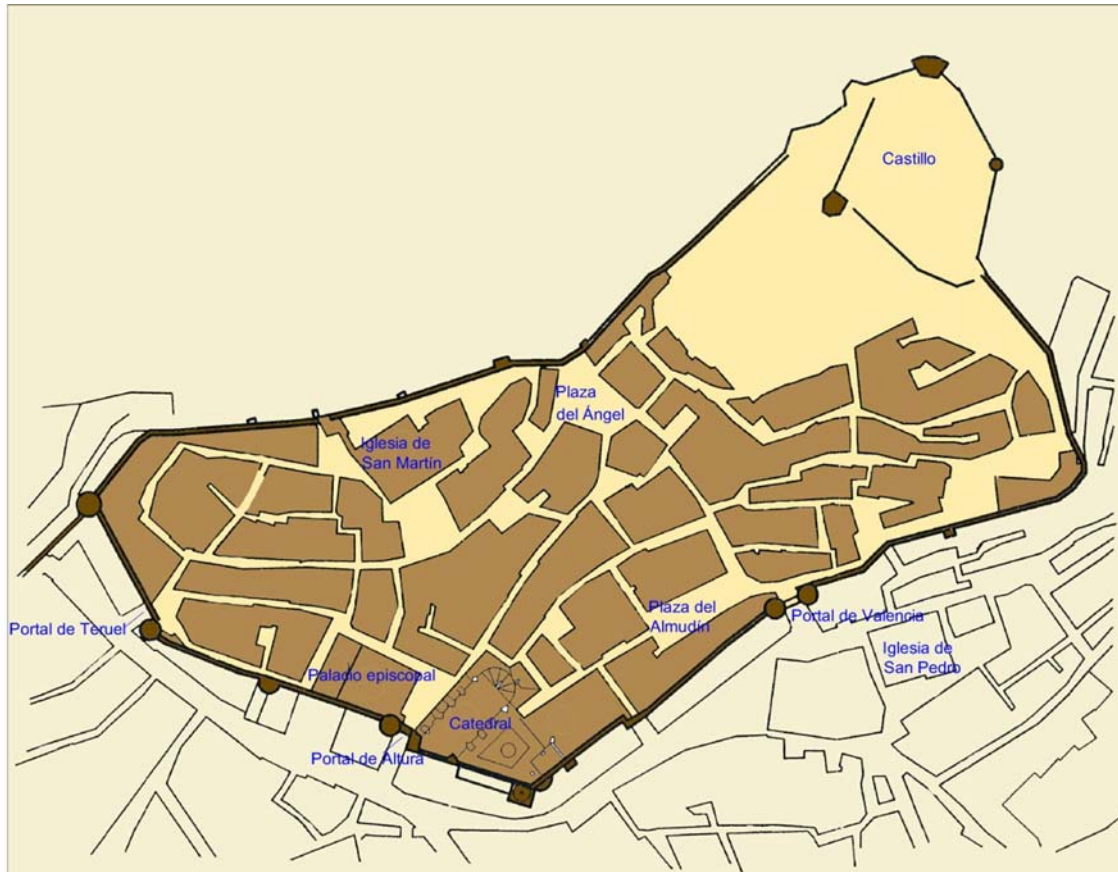 Castillo
Plaza
del Ángel
Iglesia de
San Martín
Plaza del
Almudín
Portal de Valencia
Portal de Teruel
Iglesia de
San Pedro
Palacio episcopal
Catedral
Portal de Altura